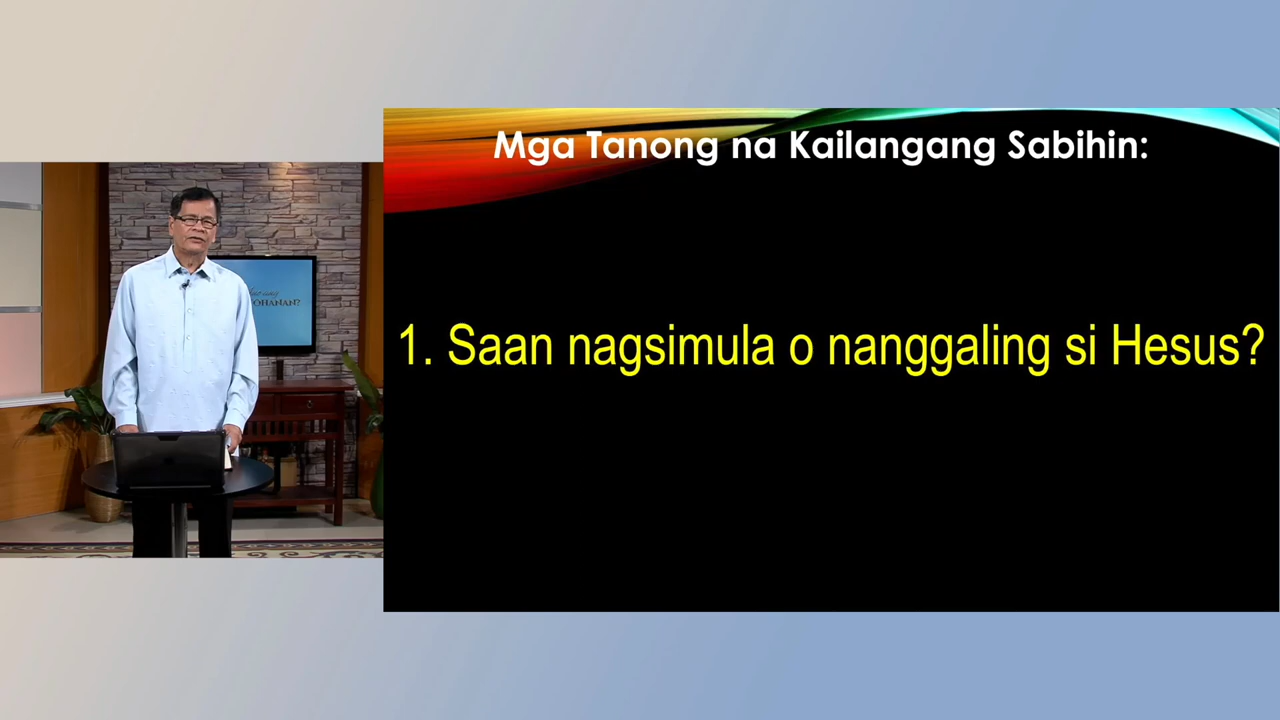 Mga Tanong na Kailangang Sabihin:
1. Saan nagsimula o nanggaling si Hesus?